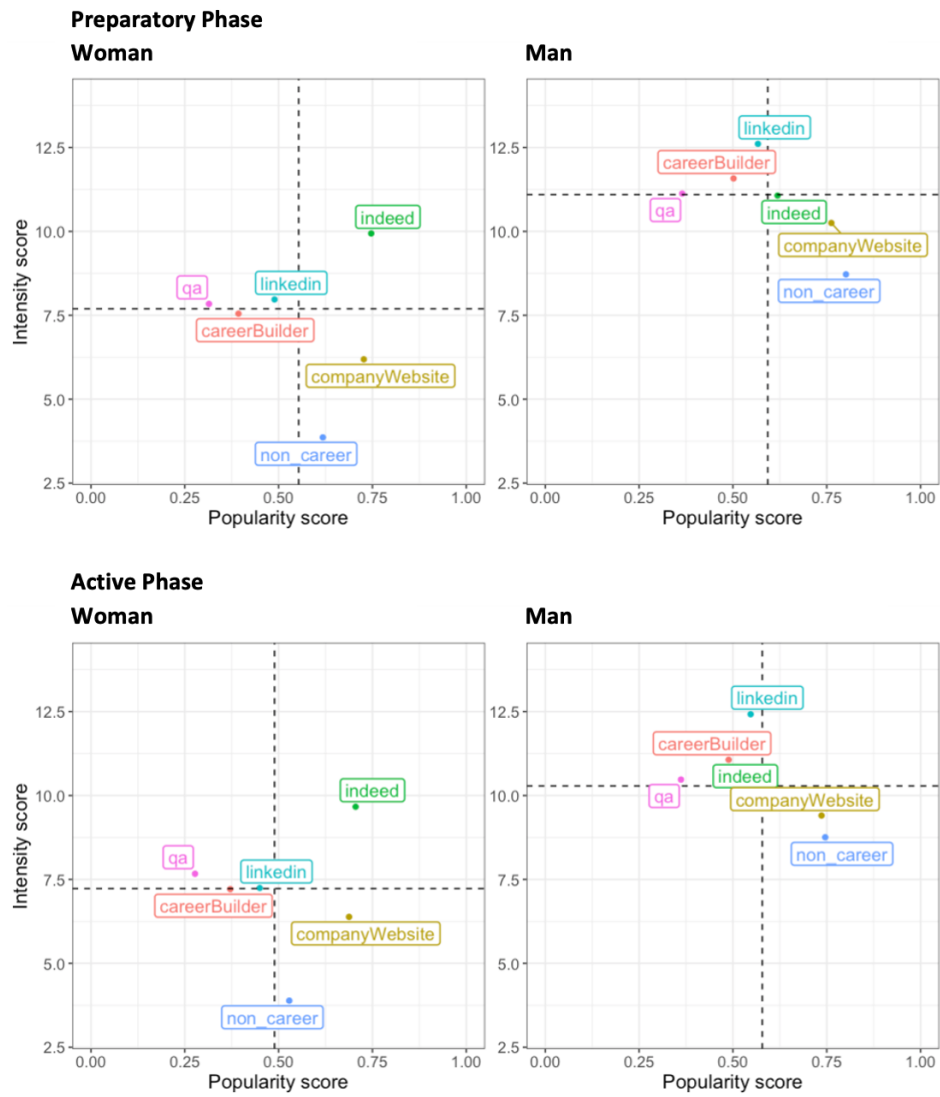 Preparatory Phase
Woman
Man
linkedin
careerBuilder
qa
indeed
companyWebsite
non_career
indeed
qa
linkedin
careerBuilder
companyWebsite
non_career
Intensity score
12.5
10.0
7.5
5.0
2.5
12.5
10.0
7.5
5.0
2.5
0.00 0.25 0.50 0.75 1.00
0.00 0.25 0.50 0.75 1.00
Popularity score
Popularity score
Active Phase
Woman
Man
linkedin
careerBuilder
indeed
qa
companyWebsite
non_career
indeed
qa
linkedin
careerBuilder
companyWebsite
non_career
Intensity score
12.5
10.0
7.5
5.0
2.5
12.5
10.0
7.5
5.0
2.5
0.00 0.25 0.50 0.75 1.00
0.00 0.25 0.50 0.75 1.00
Popularity score
Popularity score